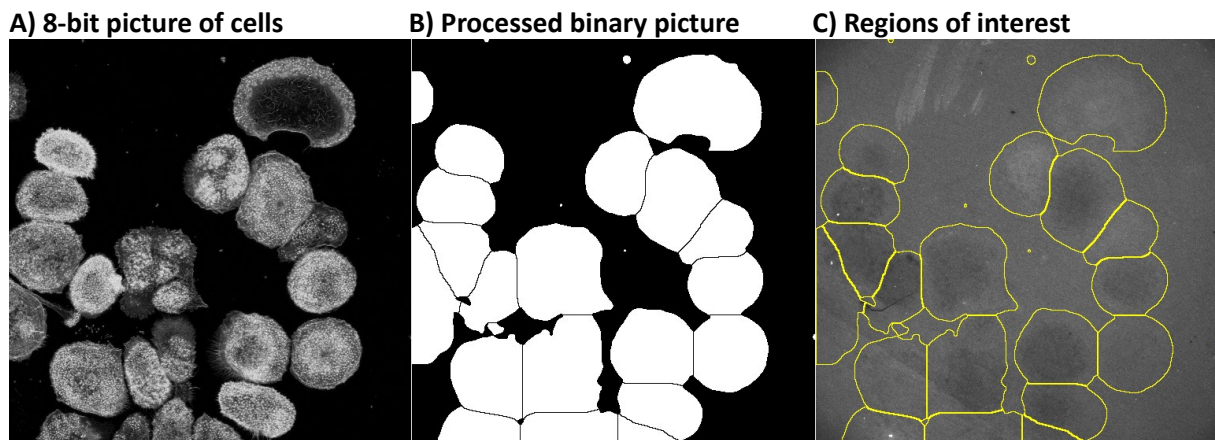 A) 8-bit picture of cells
B) Processed binary picture
C) Regions of interest